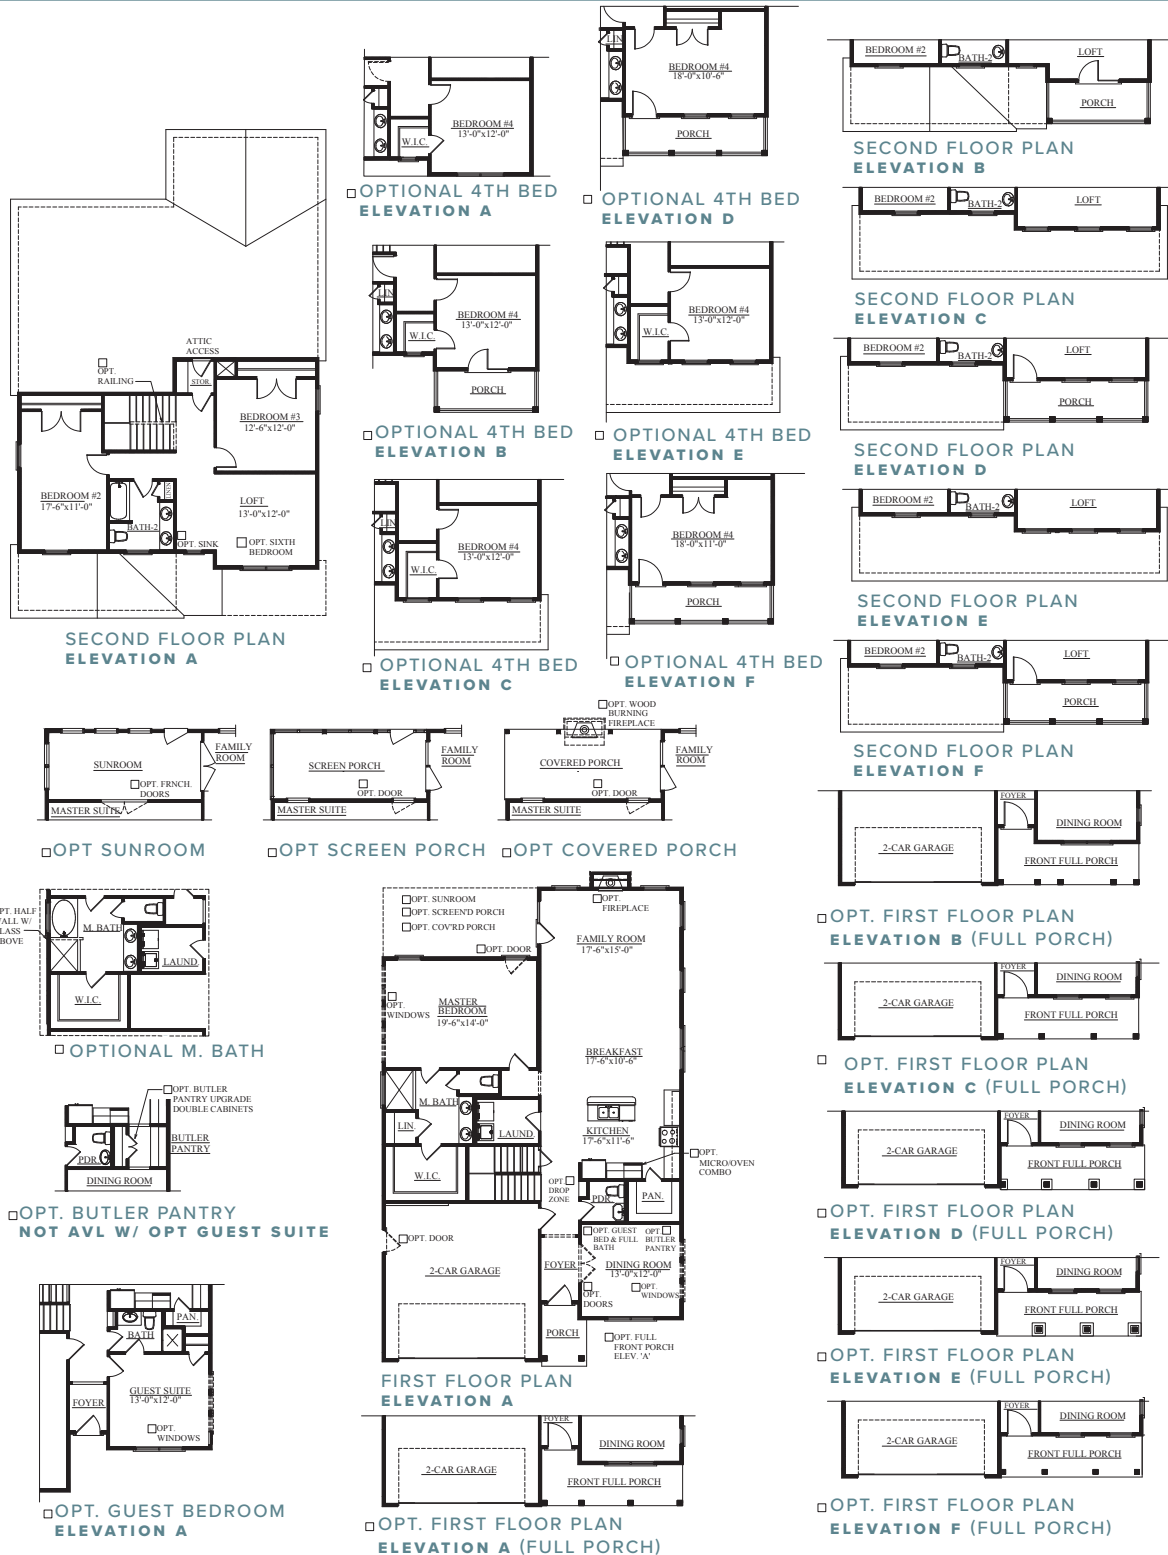 ATTIC
ACCESS
OPT.
RAILING
STOR.
BEDROOM #3
12'-6"x12'-0"
BEDROOM #2
17'-6"x11'-0"
LINEN
LOFT
13'-0"x12'-0"
BATH-2
OPT. SINK
OPT. SIXTH
BEDROOM
SECOND FLOOR PLAN
ELEVATION A
BEDROOM #4
13'-0"x12'-0"
W.I.C.
OPTIONAL 4TH BED
ELEVATION A
LIN
BEDROOM #4
18'-0"x10'-6"
PORCH
OPTIONAL 4TH BED
ELEVATION D
LIN
BEDROOM #4
13'-0"x12'-0"
W.I.C.
PORCH
OPTIONAL 4TH BED
ELEVATION B
BEDROOM #4
13'-0"x12'-0"
W.I.C.
OPTIONAL 4TH BED
ELEVATION E
LIN
BEDROOM #4
13'-0"x12'-0"
W.I.C.
OPTIONAL 4TH BED
ELEVATION C
LIN
BEDROOM #4
18'-0"x11'-0"
PORCH
OPTIONAL 4TH BED
ELEVATION F
BEDROOM #2
BATH-2
LOFT
PORCH
SECOND FLOOR PLAN
ELEVATION B
BEDROOM #2
BATH-2
LOFT
SECOND FLOOR PLAN
ELEVATION C
BEDROOM #2
BATH-2
LOFT
PORCH
SECOND FLOOR PLAN
ELEVATION D
BEDROOM #2
BATH-2
LOFT
SECOND FLOOR PLAN
ELEVATION E
BEDROOM #2
BATH-2
LOFT
PORCH
SECOND FLOOR PLAN
ELEVATION F
FAMILY
ROOM
SUNROOM
OPT. FRNCH.
DOORS
MASTER SUITE
OPT SUNROOM
FAMILY
ROOM
SCREEN PORCH
OPT. DOOR
MASTER SUITE
OPT SCREEN PORCH
OPT. WOOD
BURNING
FIREPLACE
FAMILY
ROOM
COVERED PORCH
OPT. DOOR
MASTER SUITE
OPT COVERED PORCH
PT. HALF
ALL W/
LASS
BOVE
M. BATH
LAUND.
W.I.C.
OPTIONAL M. BATH
OPT. BUTLER
PANTRY UPGRADE
DOUBLE CABINETS
BUTLER
PANTRY
PDR.
DINING ROOM
OPT. BUTLER PANTRY
NOT AVL W/ OPT GUEST SUITE
PAN.
BATH
GUEST SUITE
13'-0"x12'-0"
FOYER
OPT.
WINDOWS
OPT. GUEST BEDROOM
ELEVATION A
OPT. SUNROOM
OPT. SCREEN'D PORCH
OPT. COV'RD PORCH
OPT. DOOR
OPT.
FIREPLACE
FAMILY ROOM
17'-6"x15'-0"
OPT.
WINDOWS
MASTER
BEDROOM
19'-6"x14'-0"
BREAKFAST
17'-6"x10'-6"
M. BATH
LIN.
LAUND.
KITCHEN
17'-6"x11'-6"
W.I.C.
OPT.
MICRO/OVEN
COMBO
OPT.
DROP
ZONE
PDR.
PAN.
OPT. DOOR
OPT. GUEST
BED & FULL
BATH
OPT.
BUTLER
PANTRY
2-CAR GARAGE
FOYER
DINING ROOM
13'-0"x12'-0"
OPT.
DOORS
OPT.
WINDOWS
PORCH
OPT. FULL
FRONT PORCH
ELEV. 'A'
FIRST FLOOR PLAN
ELEVATION A
FOYER
2-CAR GARAGE
DINING ROOM
FRONT FULL PORCH
OPT. FIRST FLOOR PLAN
ELEVATION A (FULL PORCH)
FOYER
2-CAR GARAGE
DINING ROOM
FRONT FULL PORCH
OPT. FIRST FLOOR PLAN
ELEVATION B (FULL PORCH)
FOYER
2-CAR GARAGE
DINING ROOM
FRONT FULL PORCH
OPT. FIRST FLOOR PLAN
ELEVATION C (FULL PORCH)
FOYER
2-CAR GARAGE
DINING ROOM
FRONT FULL PORCH
OPT. FIRST FLOOR PLAN
ELEVATION D (FULL PORCH)
FOYER
2-CAR GARAGE
DINING ROOM
FRONT FULL PORCH
OPT. FIRST FLOOR PLAN
ELEVATION E (FULL PORCH)
FOYER
2-CAR GARAGE
DINING ROOM
FRONT FULL PORCH
OPT. FIRST FLOOR PLAN
ELEVATION F (FULL PORCH)